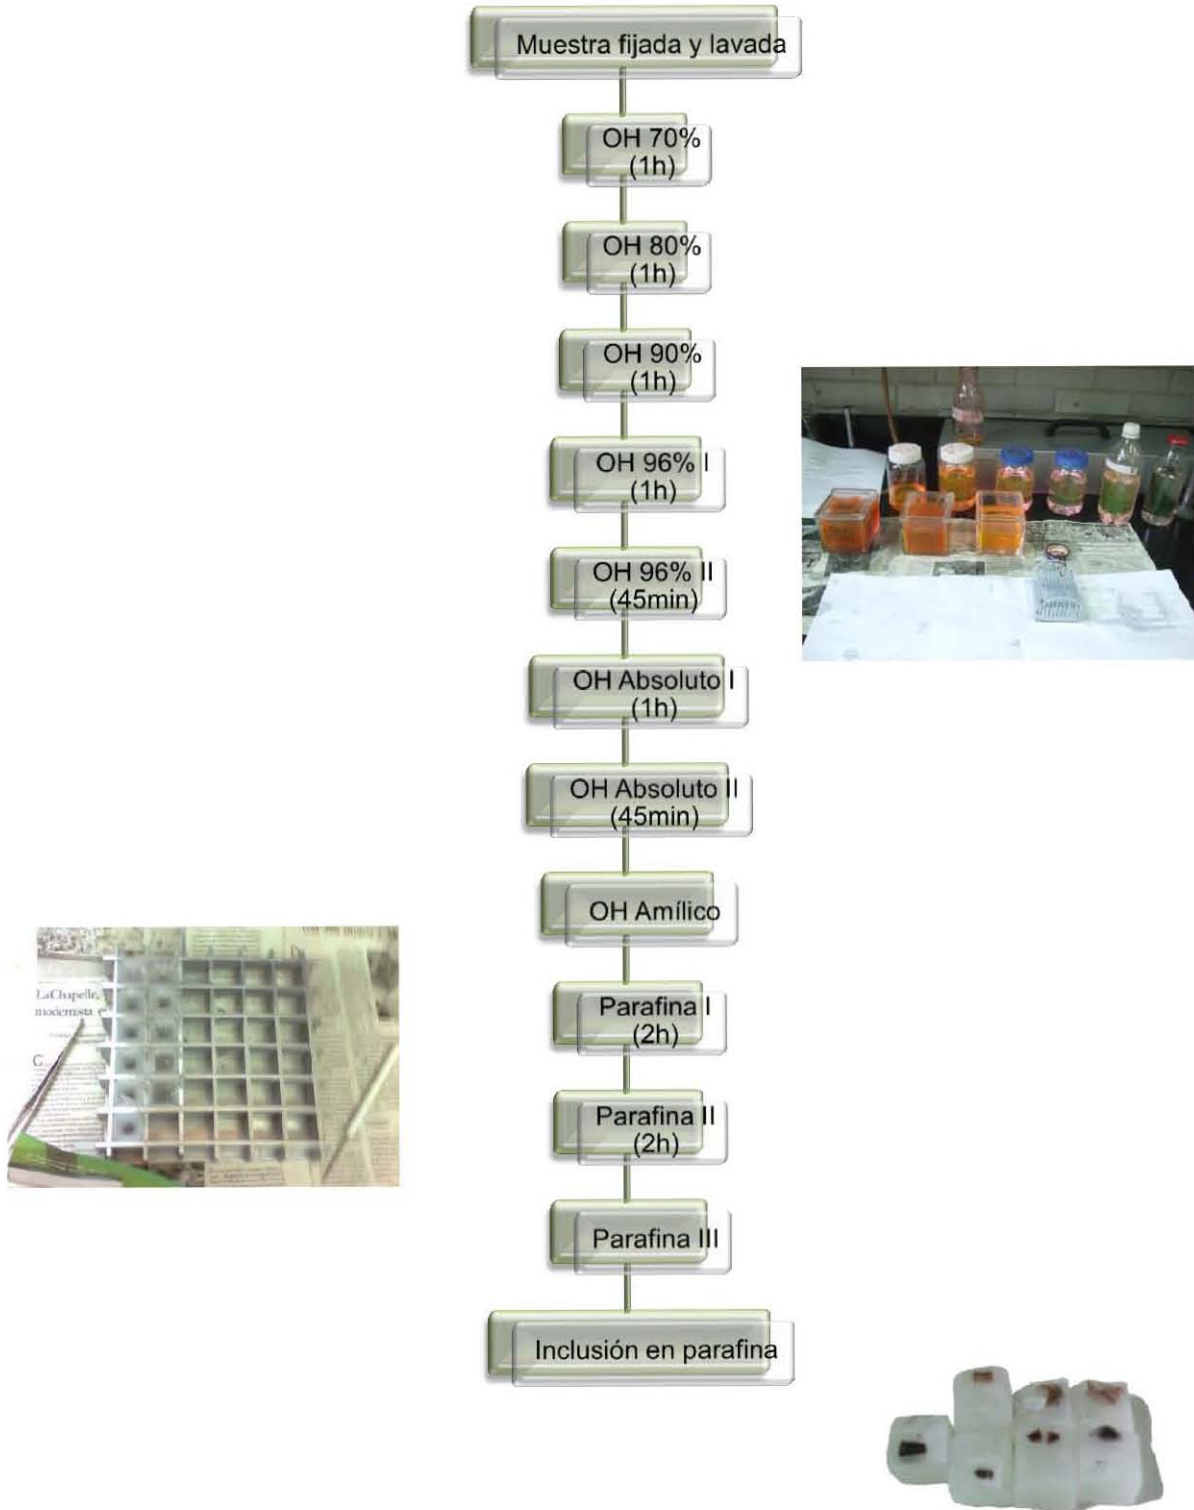 Muestra fijada y lavada
OH 70%
(1h)
OH 80%
(1h)
OH 90%
(1h)
OH 96% I
(1h)
OH 96% II
(45min)
OH Absoluto I
(1h)
OH Absoluto II
(45min)
OH Amílico
LaChapelle,
modernista
Parafina I
(2h)
Parafina II
(2h)
Parafina III
Inclusión en parafina